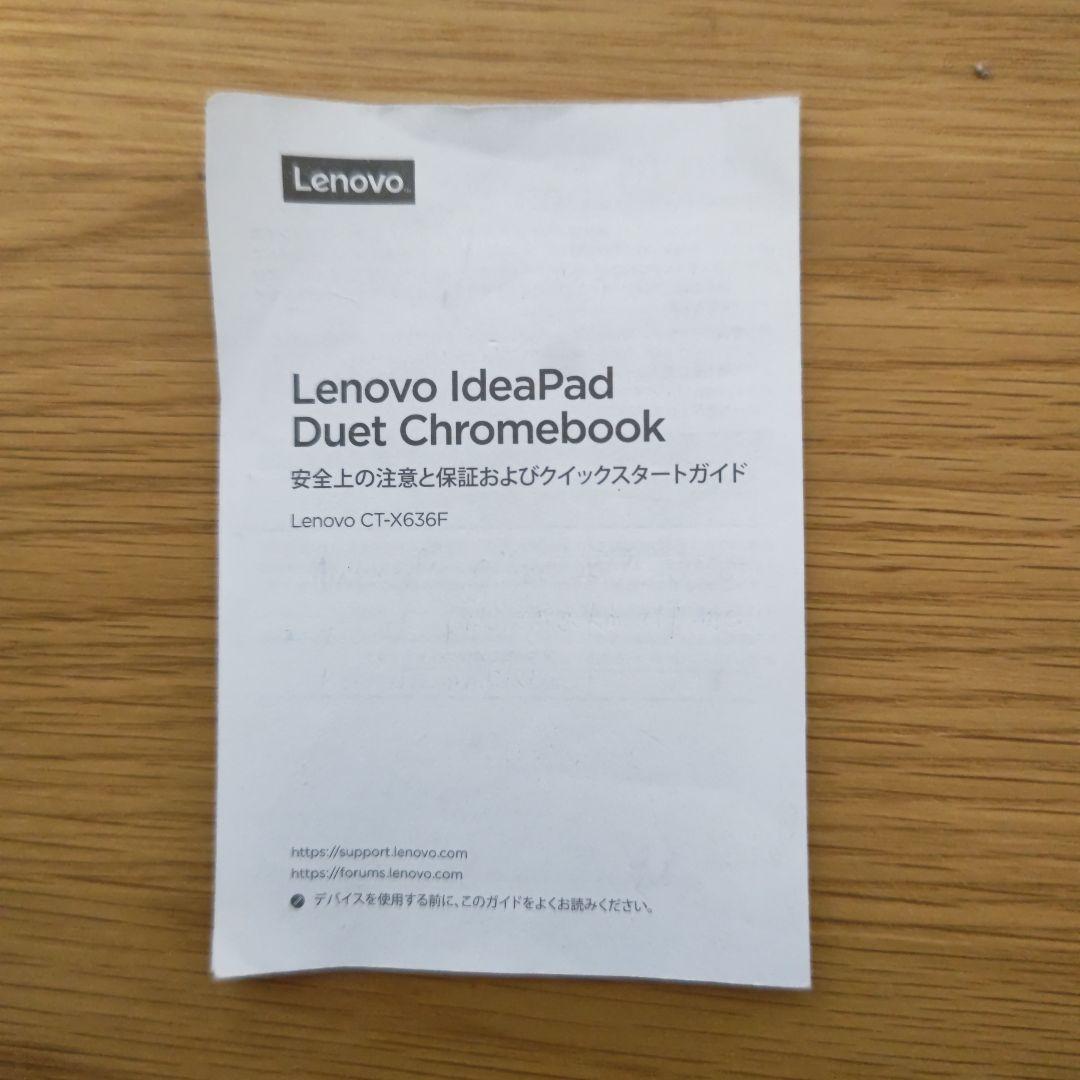 Lenovo
Lenovo IdeaPad
Duet Chromebook
安全上の注意と保証およびクイックスタートガイド
Lenovo CT-X636F
https://support.lenovo.com
https://forums.lenovo.com
デバイスを使用する前に、このガイドをよくお読みください。